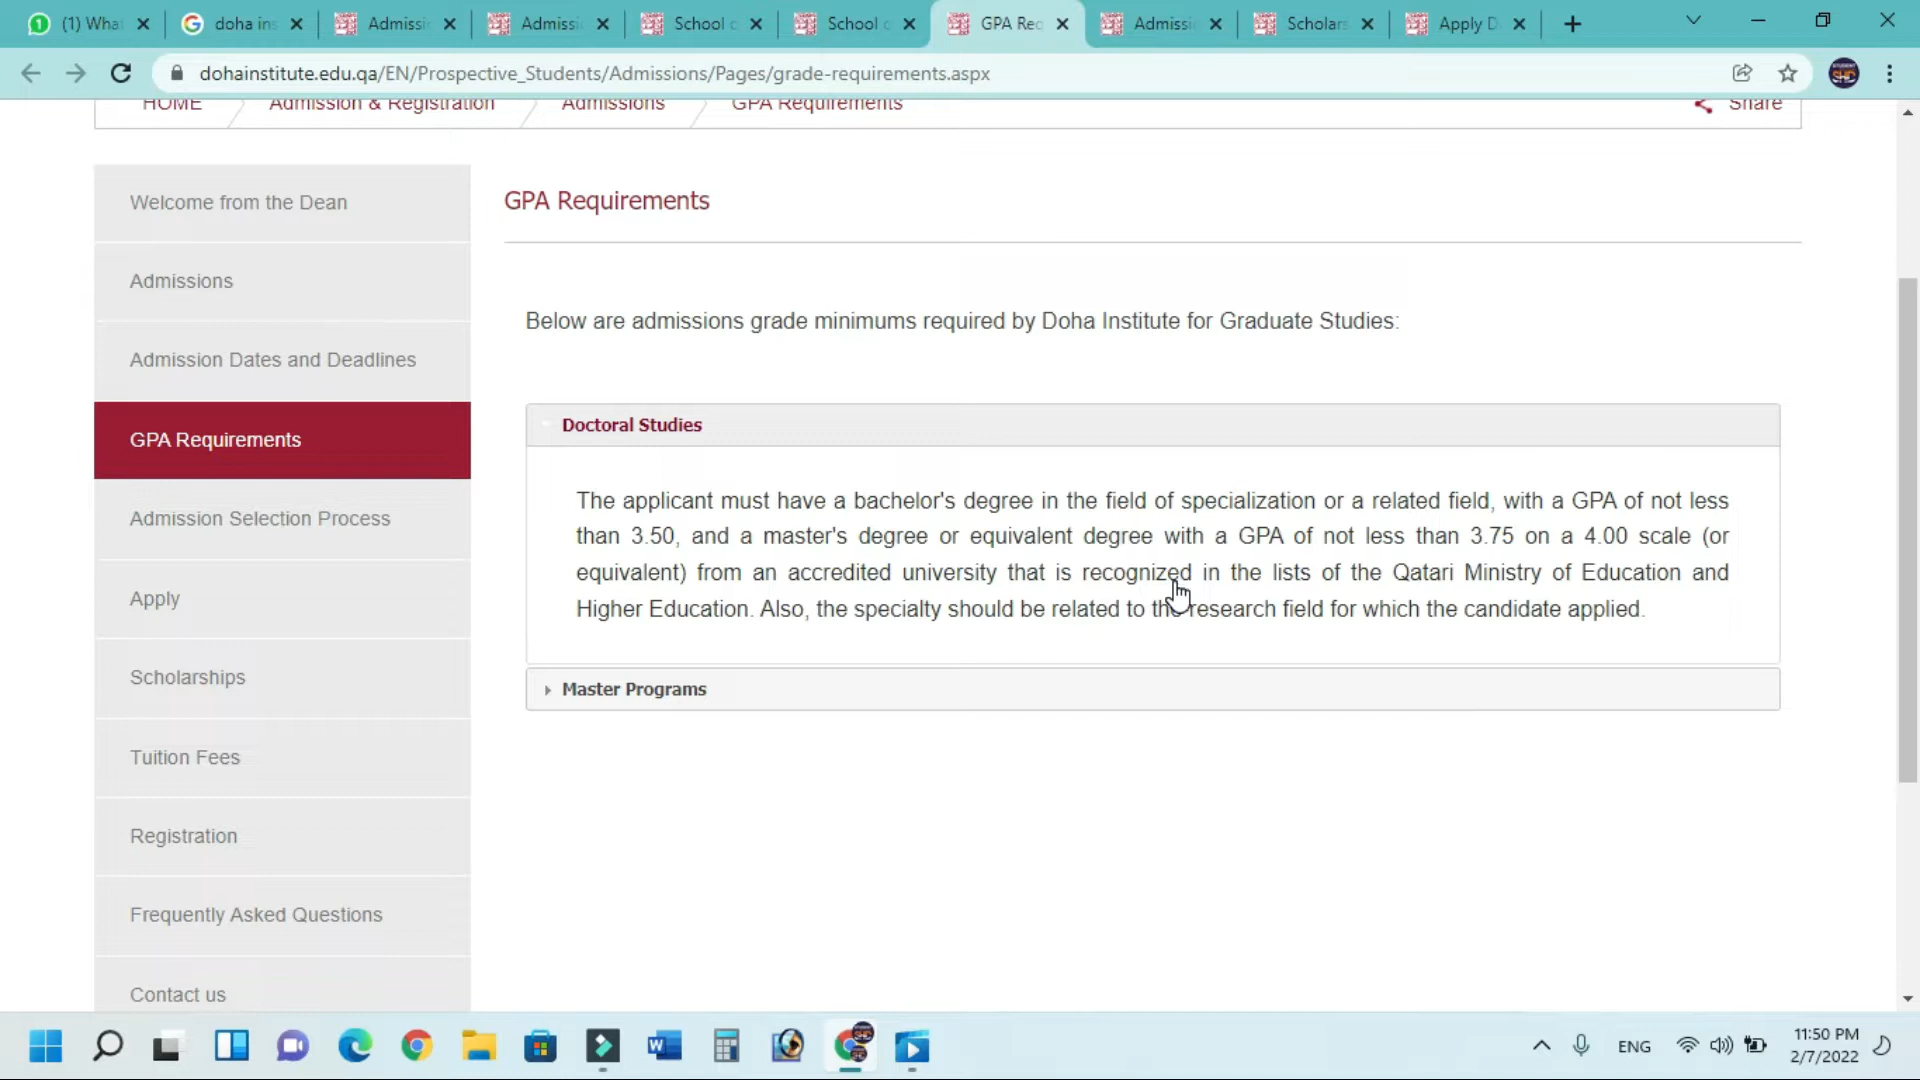 (1) What
doha ins
Admissi
Admissi
School o
School o
GPA Req
Admissi
Scholars
Apply D
dohainstitute.edu.qa/EN/Prospective_Students/Admissions/Pages/grade-requirements.aspx
HOME
Admission & Registration
Admissions
GPA Requirements
Share
Welcome from the Dean
Admissions
Admission Dates and Deadlines
GPA Requirements
Admission Selection Process
Apply
Scholarships
Tuition Fees
Registration
Frequently Asked Questions
Contact us
GPA Requirements
Below are admissions grade minimums required by Doha Institute for Graduate Studies:
Doctoral Studies
The applicant must have a bachelor's degree in the field of specialization or a related field, with a GPA of not less
than 3.50, and a master's degree or equivalent degree with a GPA of not less than 3.75 on a 4.00 scale (or
equivalent) from an accredited university that is recognized in the lists of the Qatari Ministry of Education and
Higher Education. Also, the specialty should be related to the research field for which the candidate applied.
Master Programs
ENG
11:50 PM
2/7/2022